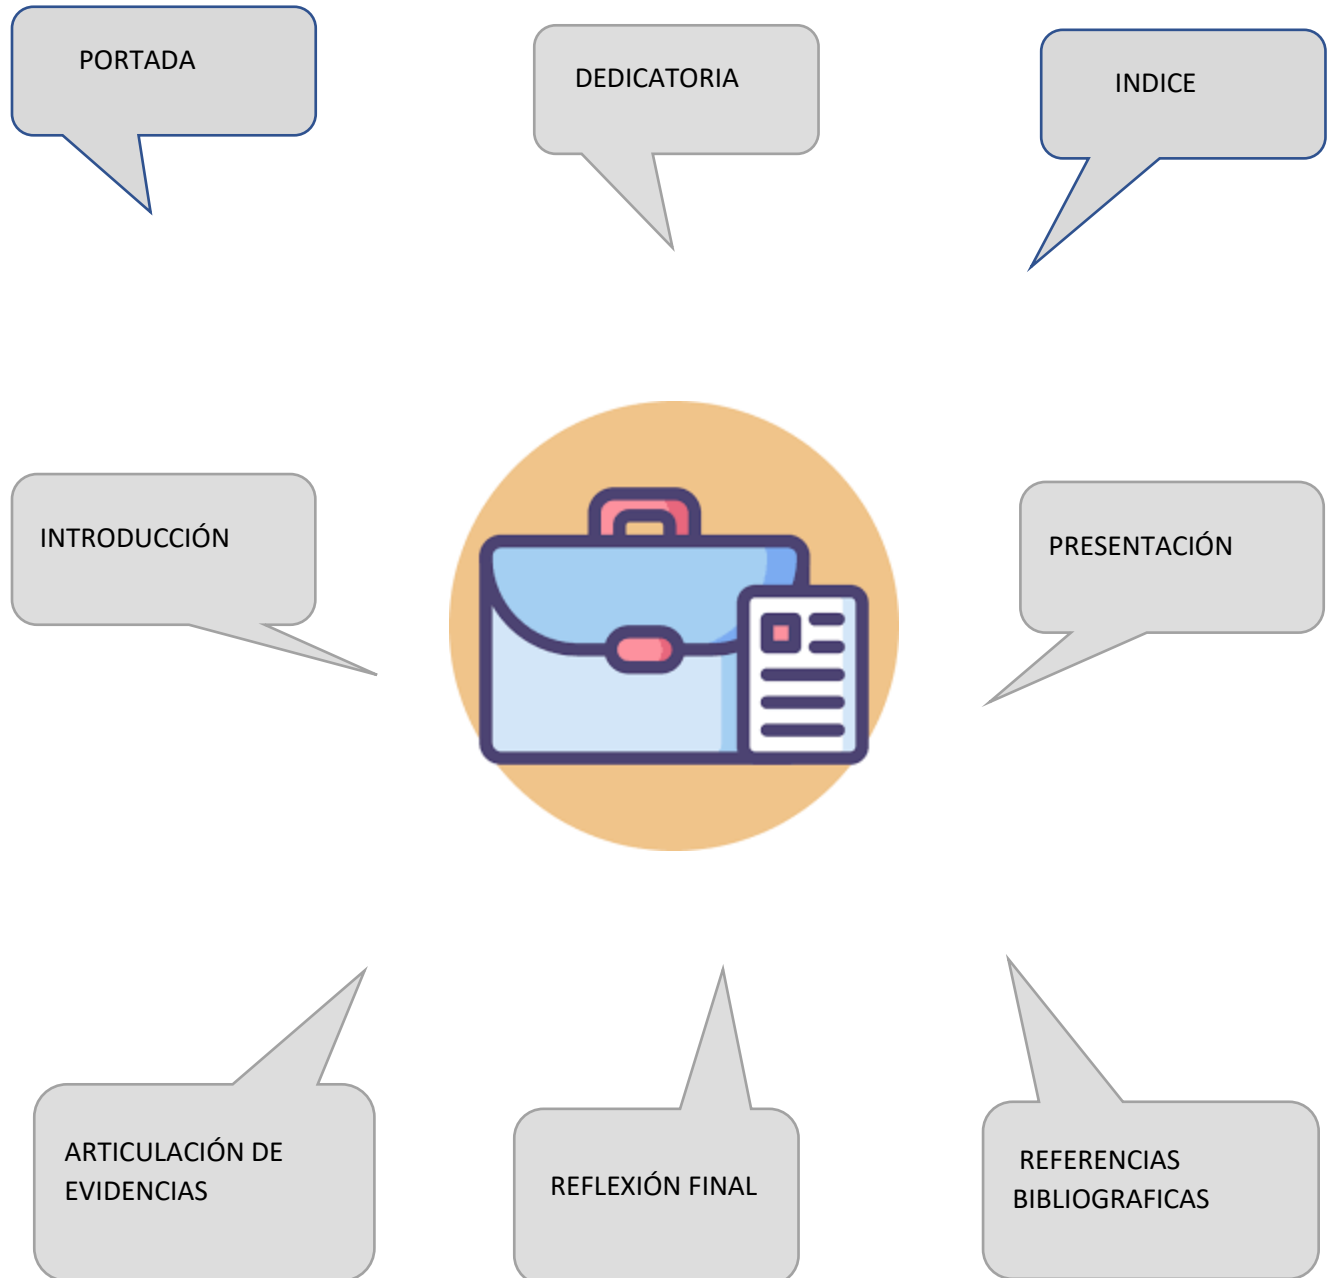 PORTADA
DEDICATORIA
INDICE
INTRODUCCIÓN
PRESENTACIÓN
ARTICULACIÓN DE
EVIDENCIAS
REFLEXIÓN FINAL
REFERENCIAS
BIBLIOGRAFICAS